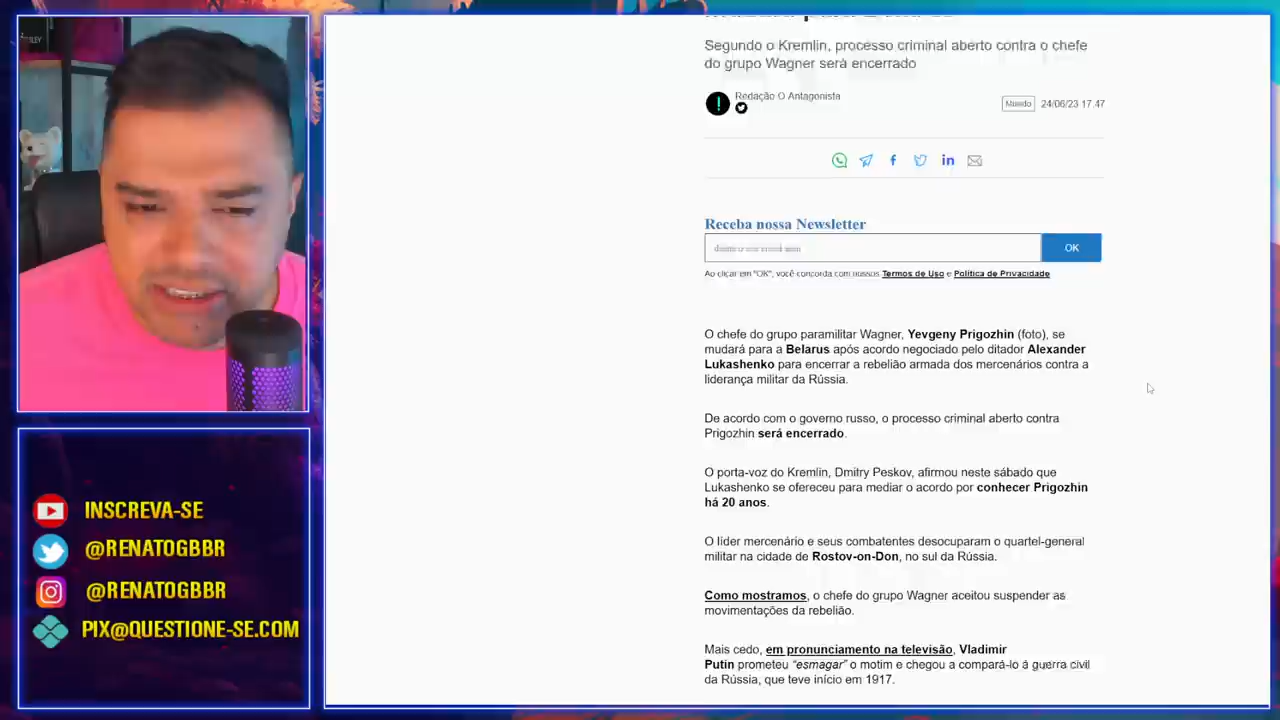 Segundo o Kremlin, processo criminal aberto contra o chefe
do grupo Wagner será encerrado
Redação O Antagonista
Mundo 24/06/23 17:47
Receba nossa Newsletter
OK
Ao clicar em "OK", você concorda com nossos Termos de Uso e Política de Privacidade
O chefe do grupo paramilitar Wagner, Yevgeny Prigozhin (foto), se
mudará para a Belarus após acordo negociado pelo ditador Alexander
Lukashenko para encerrar a rebelião armada dos mercenários contra a
liderança militar da Rússia.
De acordo com o governo russo, o processo criminal aberto contra
Prigozhin será encerrado.
O porta-voz do Kremlin, Dmitry Peskov, afirmou neste sábado que
Lukashenko se ofereceu para mediar o acordo por conhecer Prigozhin
há 20 anos.
O líder mercenário e seus combatentes desocuparam o quartel-general
militar na cidade de Rostov-on-Don, no sul da Rússia.
Como mostramos, o chefe do grupo Wagner aceitou suspender as
movimentações da rebelião.
Mais cedo, em pronunciamento na televisão, Vladimir
Putin prometeu “esmagar” o motim e chegou a compará-lo à guerra civil
da Rússia, que teve início em 1917.
INSCREVA-SE
@RENATOGBBR
@RENATOGBBR
PIX@QUESTIONE-SE.COM